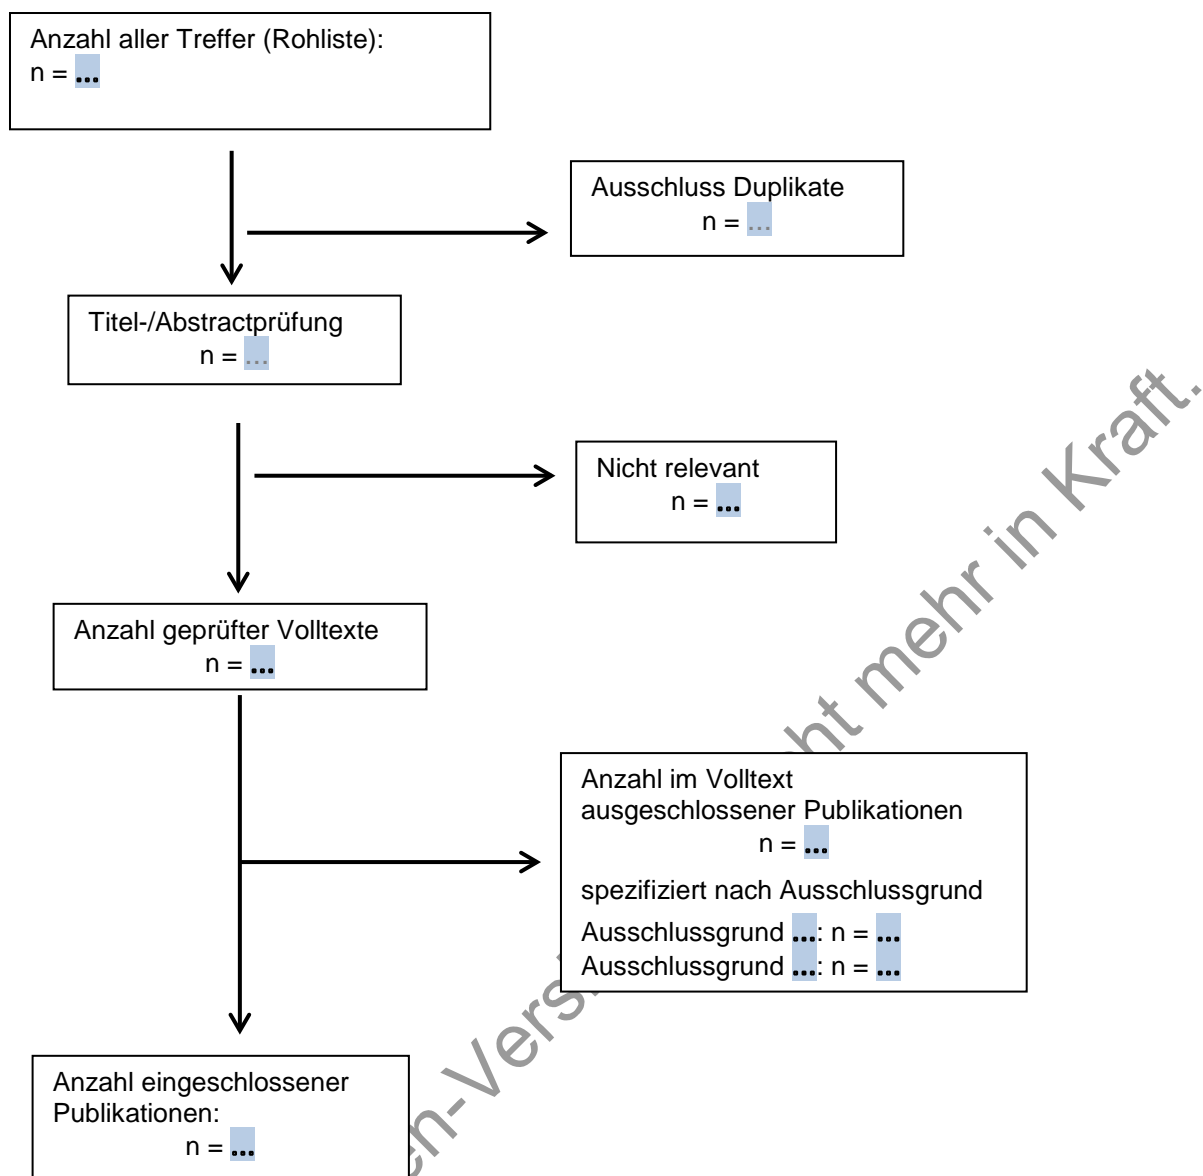 Anzahl aller Treffer (Rohliste):
n = ...
Ausschluss Duplikate
n = ...
Titel-/Abstractprüfung
n = ...
Nicht relevant
n = ...
Anzahl geprüfter Volltexte
n = ...
Anzahl im Volltext
ausgeschlossener Publikationen
n = ...
spezifiziert nach Ausschlussgrund
Ausschlussgrund ...: n = ...
Ausschlussgrund ...: n = ...
Anzahl eingeschlossener
Publikationen:
n = ...
mehr in Kraft.